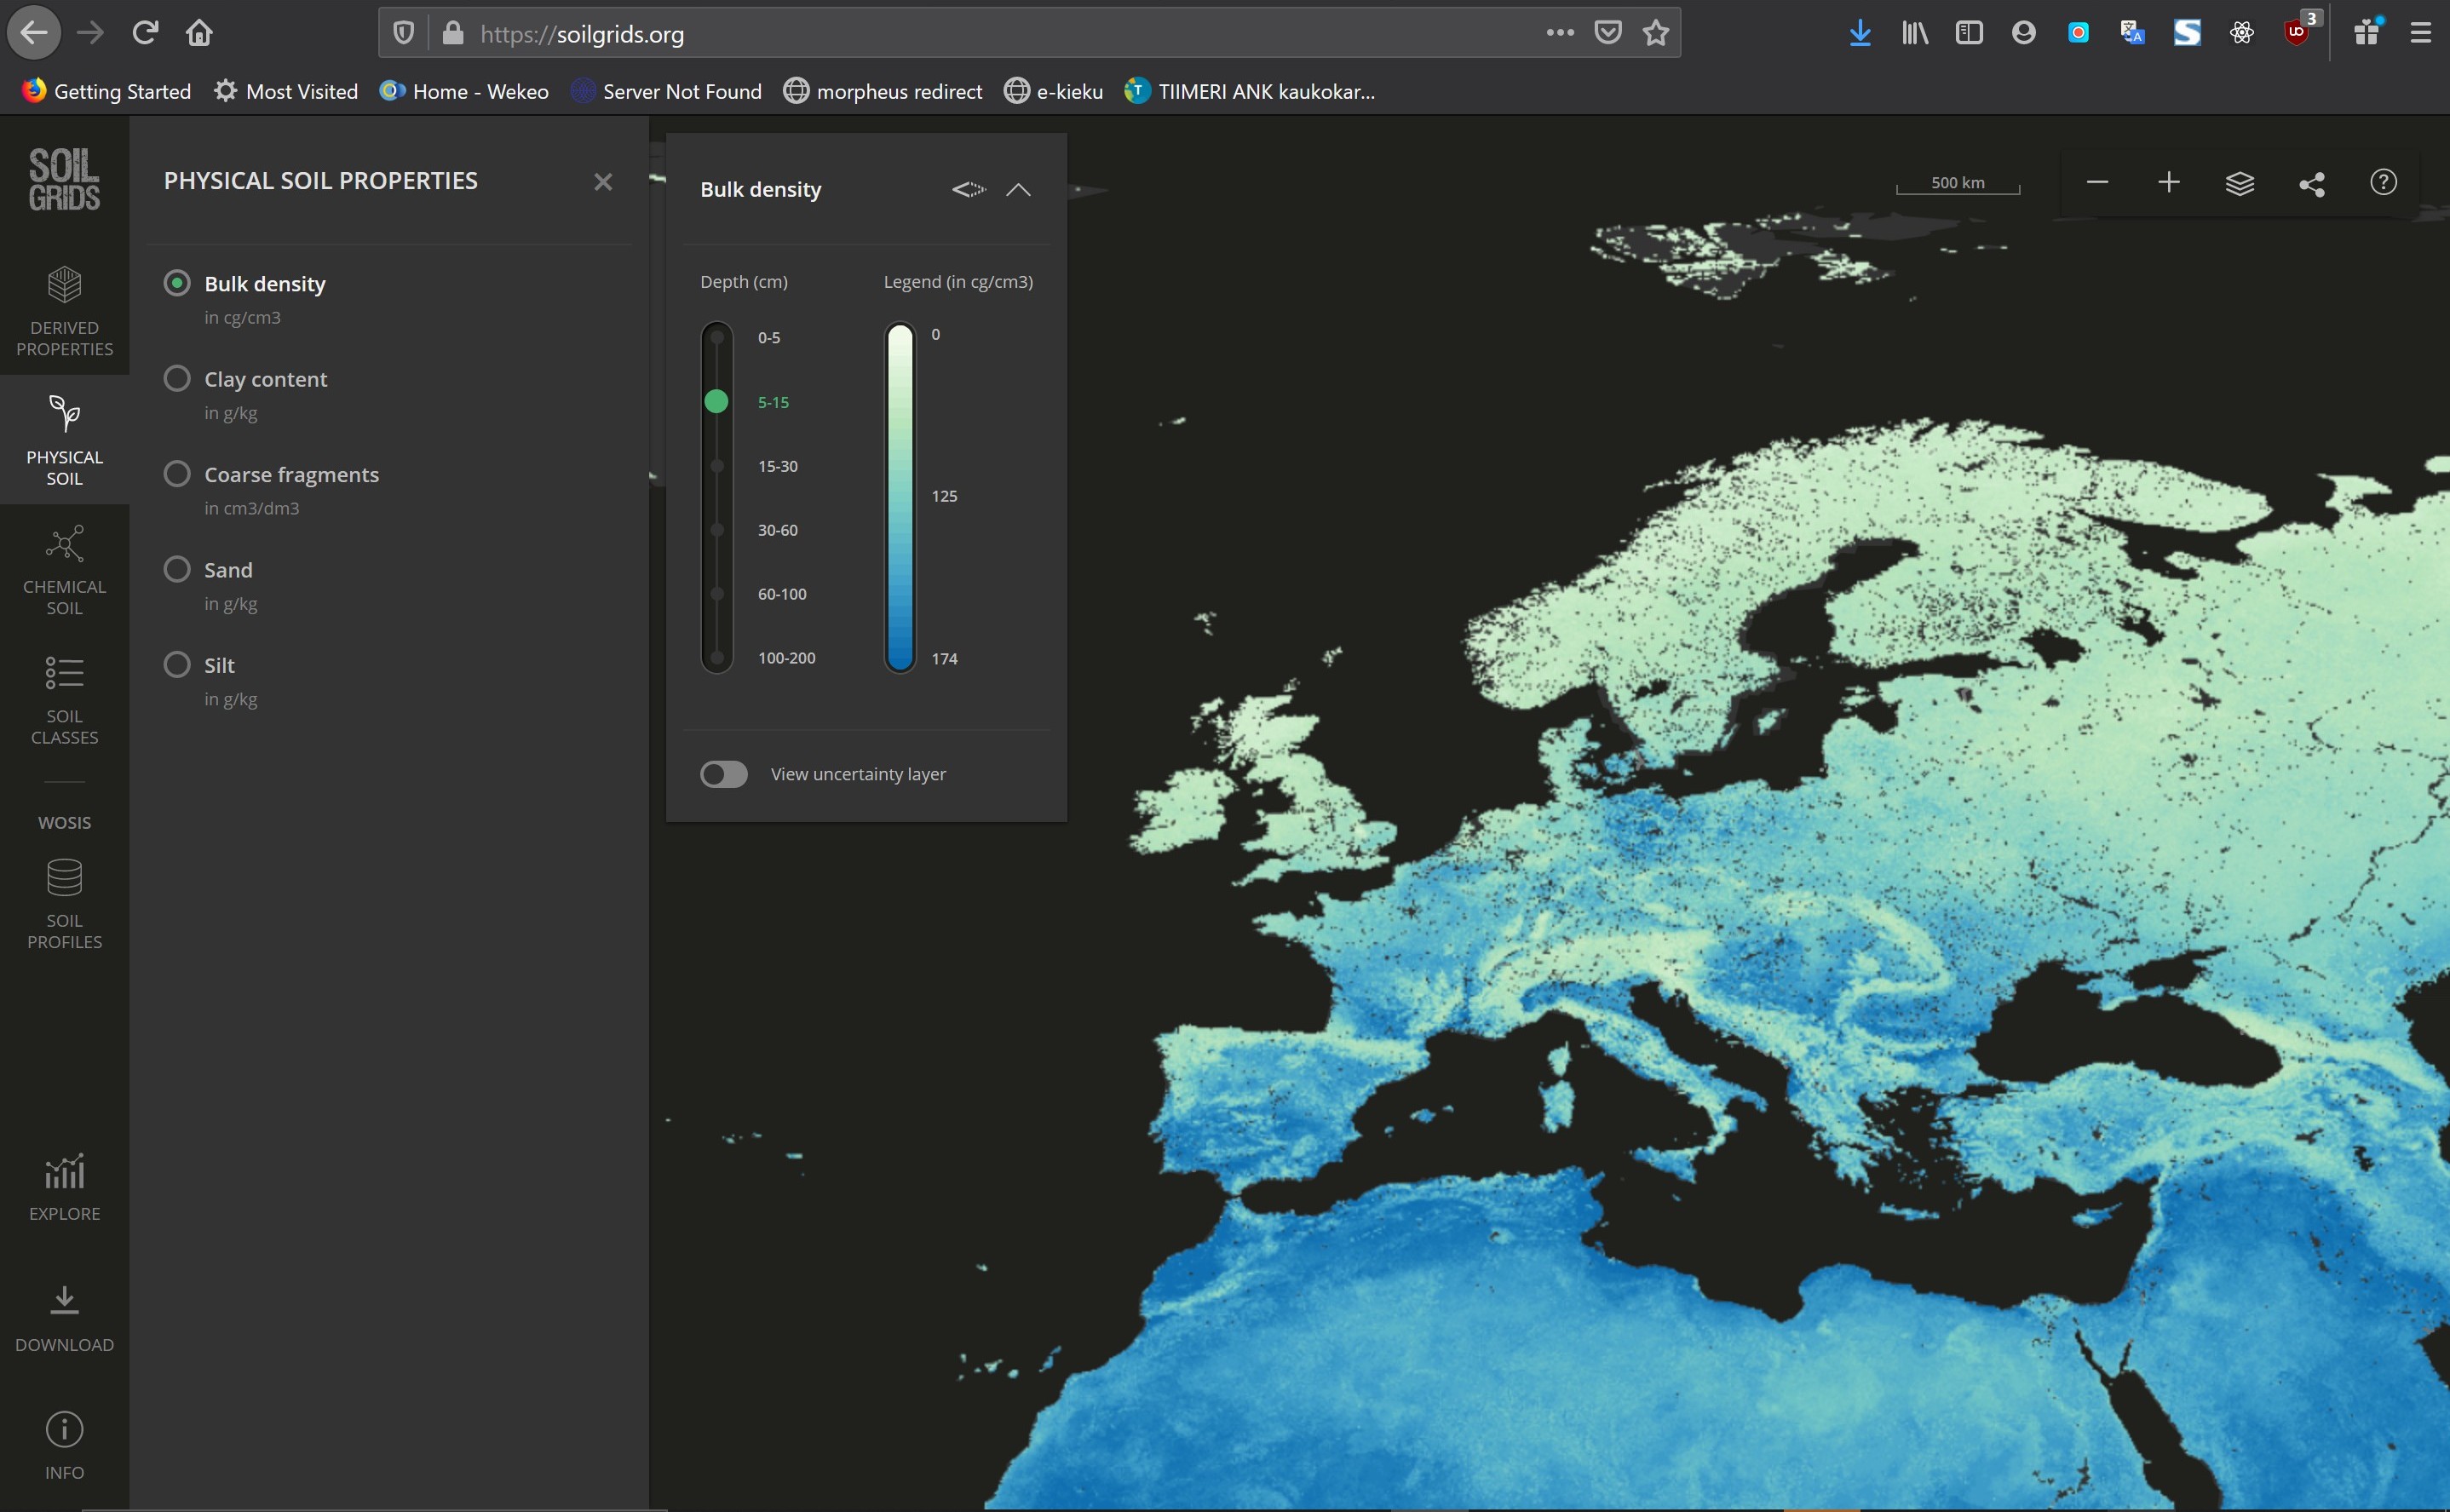 https://soilgrids.org
3
Getting Started
Most Visited
Home - Wekeo
Server Not Found
morpheus redirect
e-kieku
TIIMERI ANK kaukokar...
SOIL
GRIDS
DERIVED
PROPERTIES
PHYSICAL
SOIL
CHEMICAL
SOIL
SOIL
CLASSES
WOSIS
SOIL
PROFILES
EXPLORE
DOWNLOAD
INFO
PHYSICAL SOIL PROPERTIES
Bulk density
in cg/cm3
Clay content
in g/kg
Coarse fragments
in cm3/dm3
Sand
in g/kg
Silt
in g/kg
Bulk density
Depth (cm)
0-5
5-15
15-30
30-60
60-100
100-200
Legend (in cg/cm3)
0
125
174
View uncertainty layer
500 km